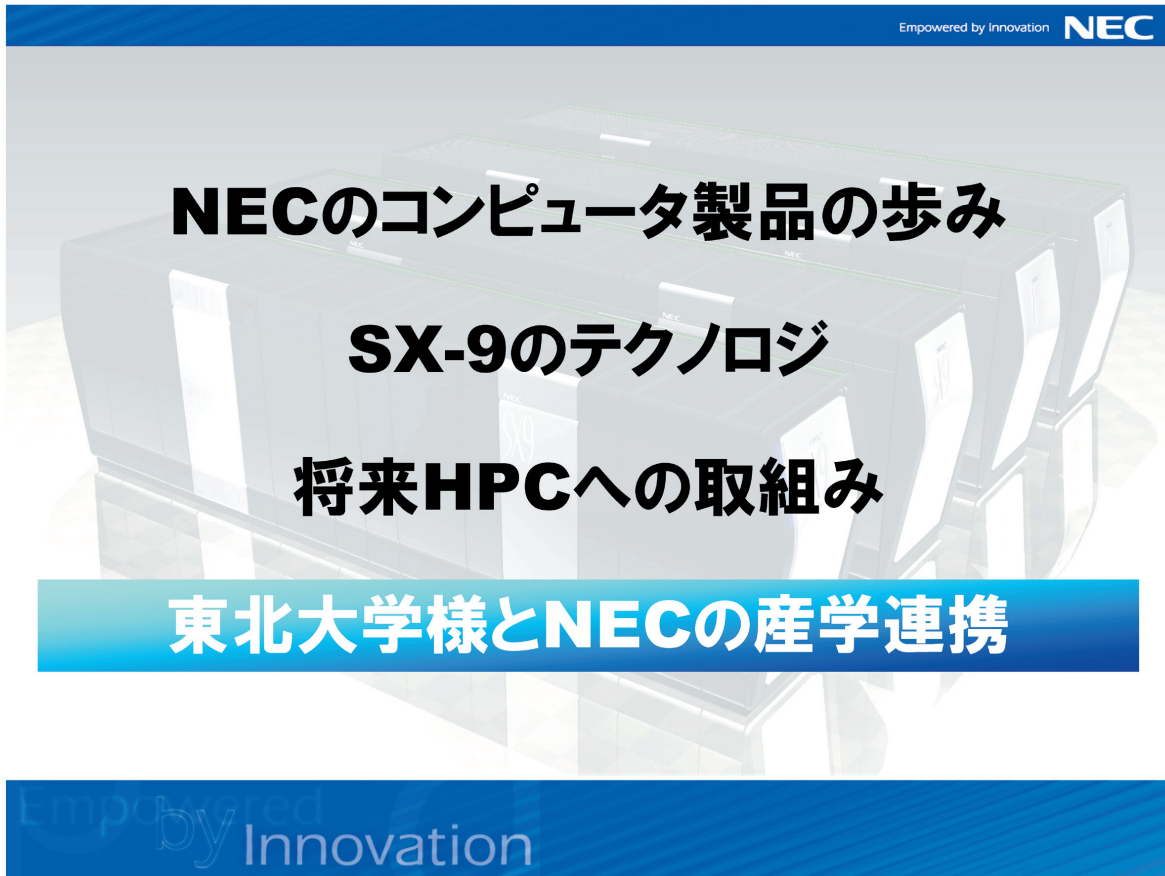 Empowered by Innovation NEC
NECのコンピュータ製品の歩み
SX-9のテクノロジ
将来HPCへの取組み
東北大学様とNECの産学連携
Empowered
by Innovation